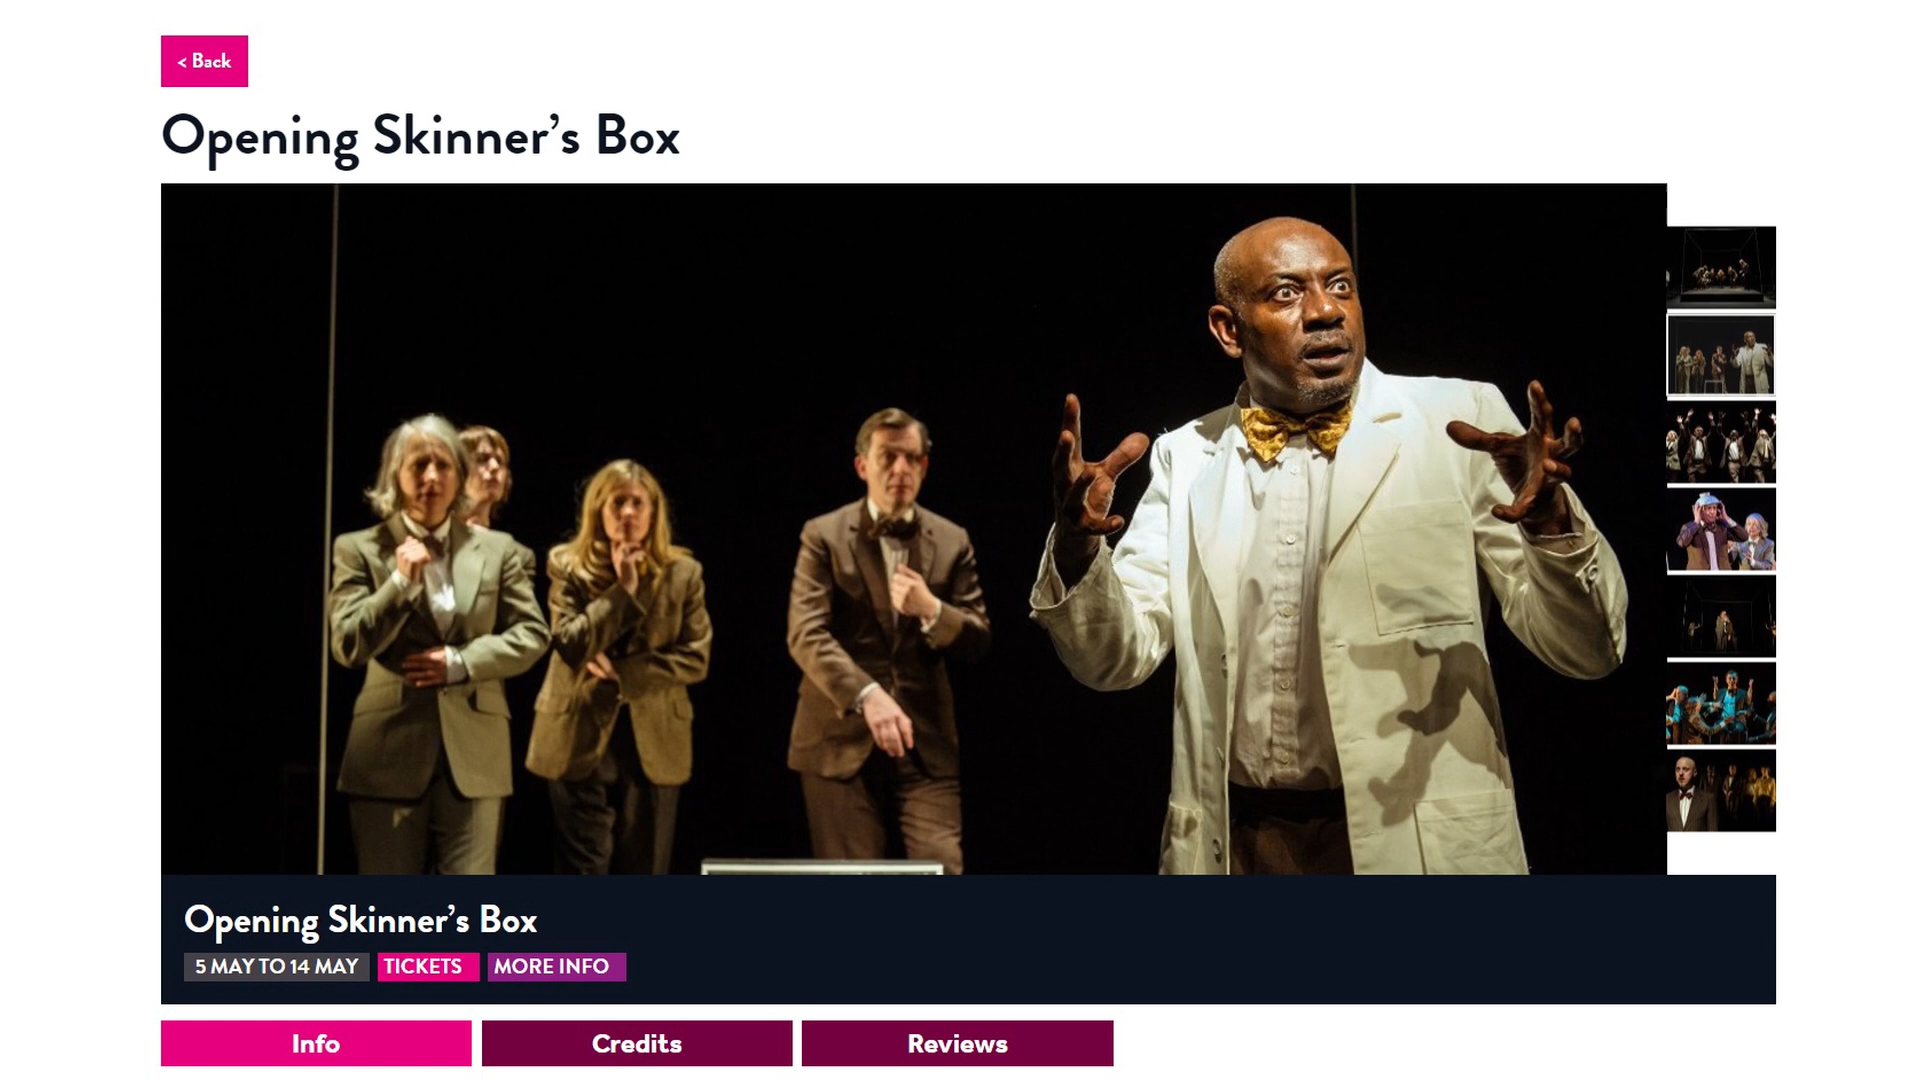 < Back
Opening Skinner’s Box
Opening Skinner’s Box
5 MAY TO 14 MAY TICKETS MORE INFO
Info Credits Reviews